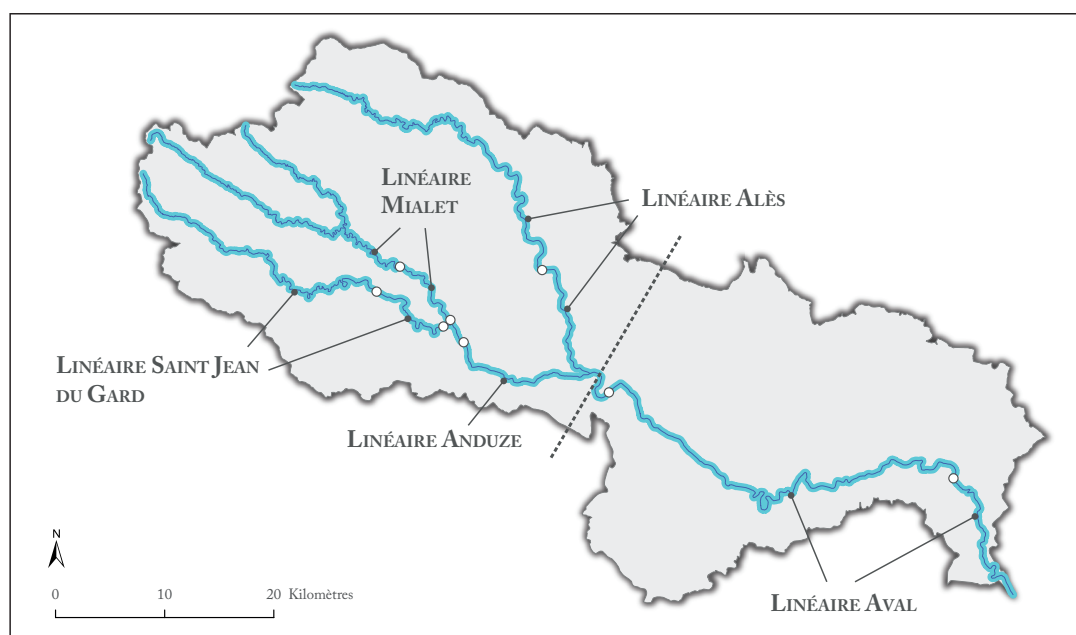 LINÉAIRE
MIALET
LINÉAIRE ALÈS
LINÉAIRE SAINT JEAN
DU GARD
LINÉAIRE ANDUZE
LINÉAIRE AVAL
N
0 10 20 Kilomètres